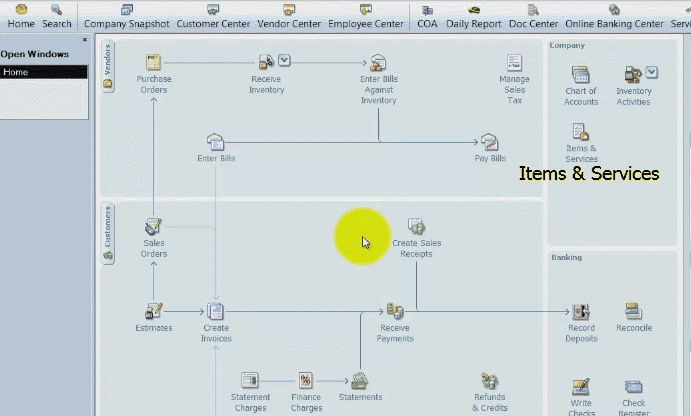 Home Search Company Snapshot Customer Center Vendor Center Employee Center COA Daily Report Doc Center Online Banking Center
Open Windows
Home
Vendors
Purchase
Orders
Receive
Inventory
Enter Bills
Against
Inventory
Manage
Sales
Tax
Enter Bills
Pay Bills
Company
Chart of
Accounts
Inventory
Activities
Items &
Services
Items & Services
Customers
Sales
Orders
Create Sales
Receipts
Estimates
Create
Invoices
Receive
Payments
Statement
Charges
Finance
Charges
Statements
Refunds
& Credits
Banking
Record
Deposits
Reconcile
Write
Checks
Check
Register